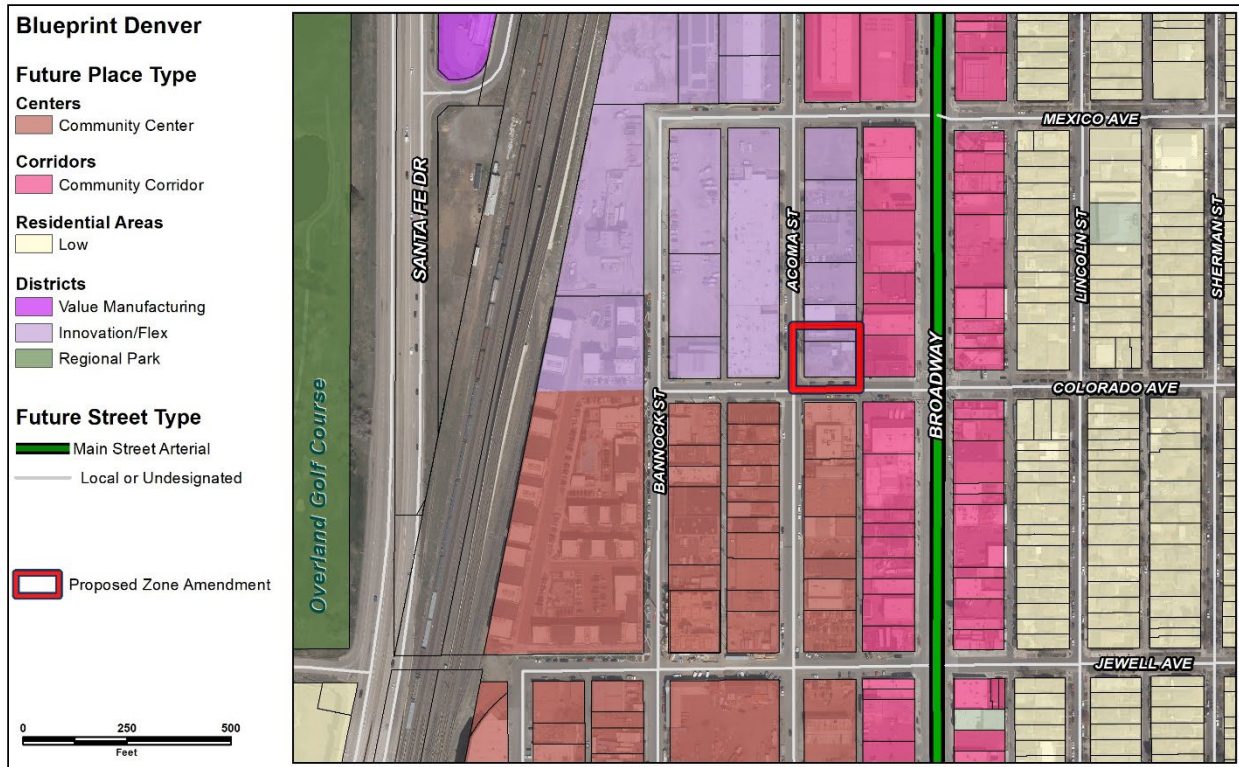 Blueprint Denver
Future Place Type
Centers
Community Center
Corridors
Community Corridor
Residential Areas
Low
Districts
Value Manufacturing
Innovation/Flex
Regional Park
Future Street Type
Main Street Arterial
Local or Undesignated
Proposed Zone Amendment
0 250 500
Feet
Overland Golf Course
SANTA FE DR
BANNOCK ST
ACOMA ST
BROADWAY
LINCOLN ST
SHERMAN ST
MEXICO AVE
COLORADO AVE
JEWELL AVE